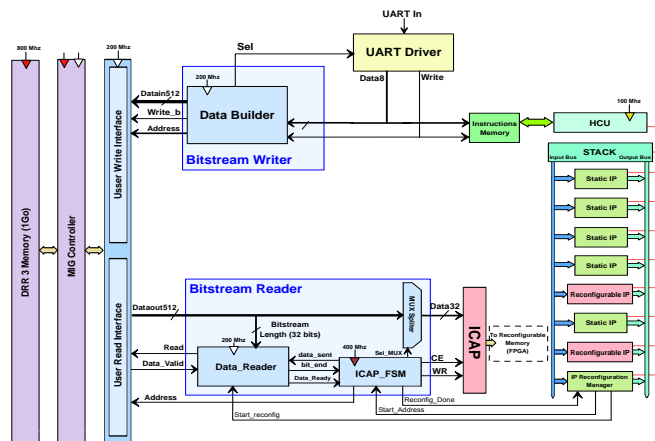 UART In
800 Mhz
200 Mhz
Sel
UART Driver
Data8
Write
200 Mhz
Datain512
Write_b
Address
Data Builder
Bitstream Writer
Instructions
Memory
100 Mhz
HCU
STACK
Input Bus
Output Bus
Static IP
Static IP
Static IP
Reconfigurable IP
Static IP
Reconfigurable IP
IP Reconfiguration
Manager
DRR 3 Memory (1Go)
MIG Controller
Usser Write Interface
User Read Interface
Bitstream Reader
Dataout512
Bitstream
Length (32 bits)
MUX Spliter
Data32
ICAP
To Reconfigurable
Memory
(FPGA)
Read
Data_Valid
Address
200 Mhz
Data_Reader
data_sent
bit_end
Data_Ready
400 Mhz
Sel_MUX
ICAP_FSM
CE
WR
Reconfig_Done
Start_Address
Start_reconfig